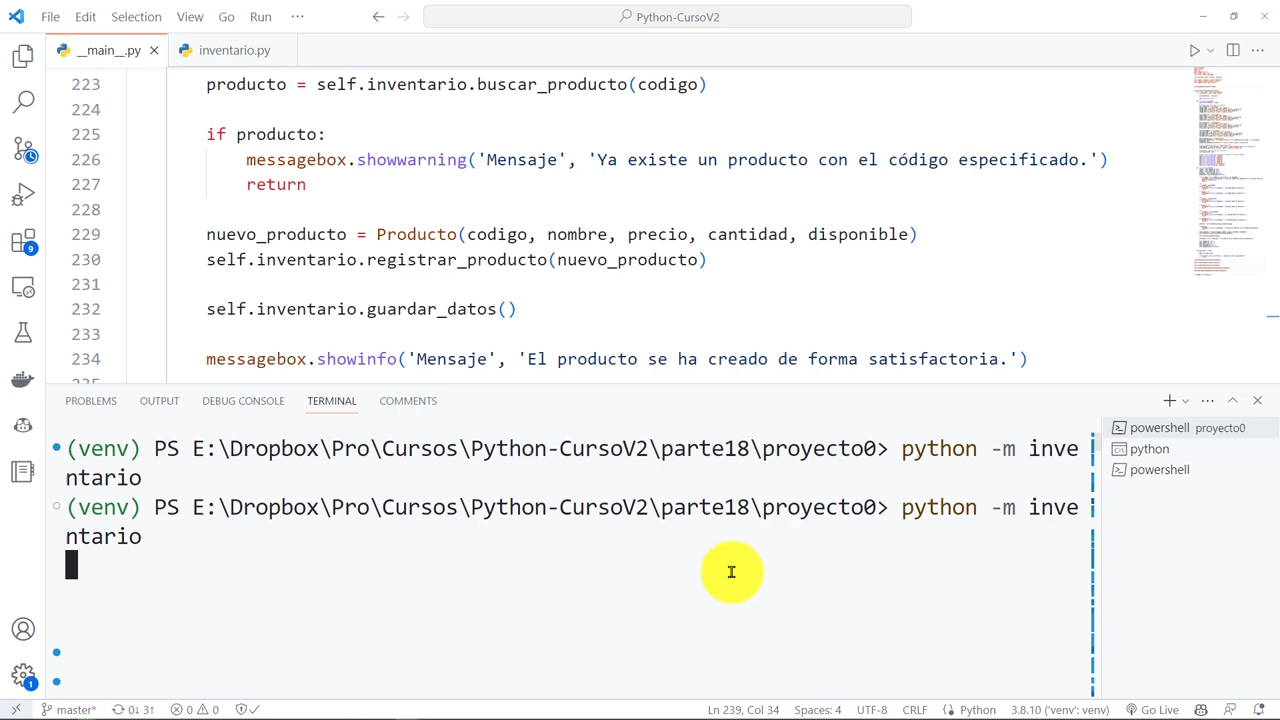 File Edit Selection View Go Run ··· Python-CursoV2
__main__.py inventario.py
223 producto = self.inventario.buscar_producto(codigo)
224
225 if producto:
226 messagebox.showwarning('Mensaje', 'Ya existe un producto con el código especificado.')
227 return
228
229 nuevo_producto = Producto(codigo, nombre, precio, cantidad, disponible)
230 self.inventario.registrar_producto(nuevo_producto)
232 self.inventario.guardar_datos()
233
234 messagebox.showinfo('Mensaje', 'El producto se ha creado de forma satisfactoria.')
235
PROBLEMS OUTPUT DEBUG CONSOLE TERMINAL COMMENTS
(venv) PS E:\Dropbox\Pro\Cursos\Python-CursoV2\parte18\proyecto0> python -m inve
ntario
(venv) PS E:\Dropbox\Pro\Cursos\Python-CursoV2\parte18\proyecto0> python -m inve
ntario
powershell proyecto0
python
powershell
9
1
master* 0↓ 3↑ 0 0 Ln 239, Col 34 Spaces: 4 UTF-8 CRLF Python 3.8.10 ('venv': venv) Go Live